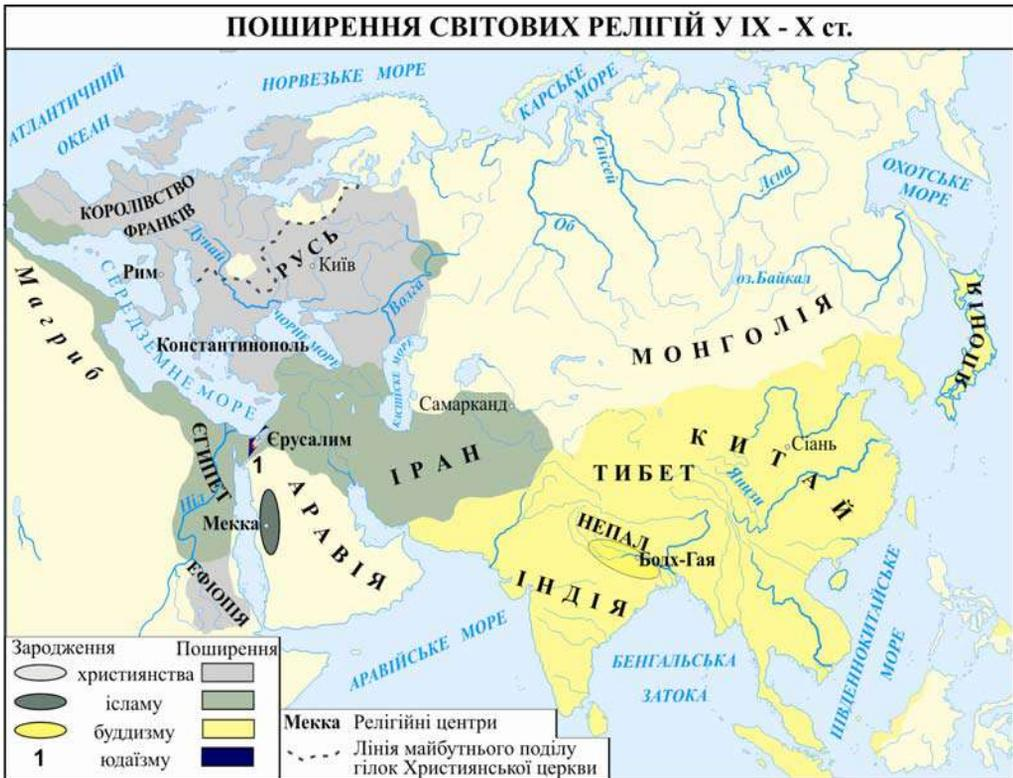 ПОШИРЕННЯ СВІТОВИХ РЕЛІГІЙ У IX - X ст.
АТЛАНТИЧНИЙ
ОКЕАН
НОРВЕЗЬКЕ МОРЕ
КАРСЬКЕ
МОРЕ
ОХОТСЬКЕ
МОРЕ
Єнісей
Лєна
Об
оз.Байкал
КОРОЛІВСТВО
ФРАНКІВ
Дунай
РУСЬ
Київ
Рим
Волга
Магриб
СЕРЕДЗЕМНЕ МОРЕ
ЧОРНЕ МОРЕ
Константинополь
КАСПІЙСЬКЕ МОРЕ
МОНГОЛІЯ
ЯПОНІЯ
Самарканд
Єрусалим
1
ЄГИПЕТ
Ніл
ІРАН
КИТАЙ
Сіань
ТИБЕТ
Янцзи
Мекка
АРАВІЯ
НЕПАЛ
Бодх-Гая
ІНДІЯ
ЕФІОПІЯ
АРАВІЙСЬКЕ МОРЕ
БЕНГАЛЬСЬКА
ЗАТОКА
ПІВДЕННОКИТАЙСЬКЕ
МОРЕ
Зародження Поширення
християнства
ісламу
буддизму
1 юдаїзму
Мекка Релігійні центри
Лінія майбутнього поділу
гілок Християнської церкви